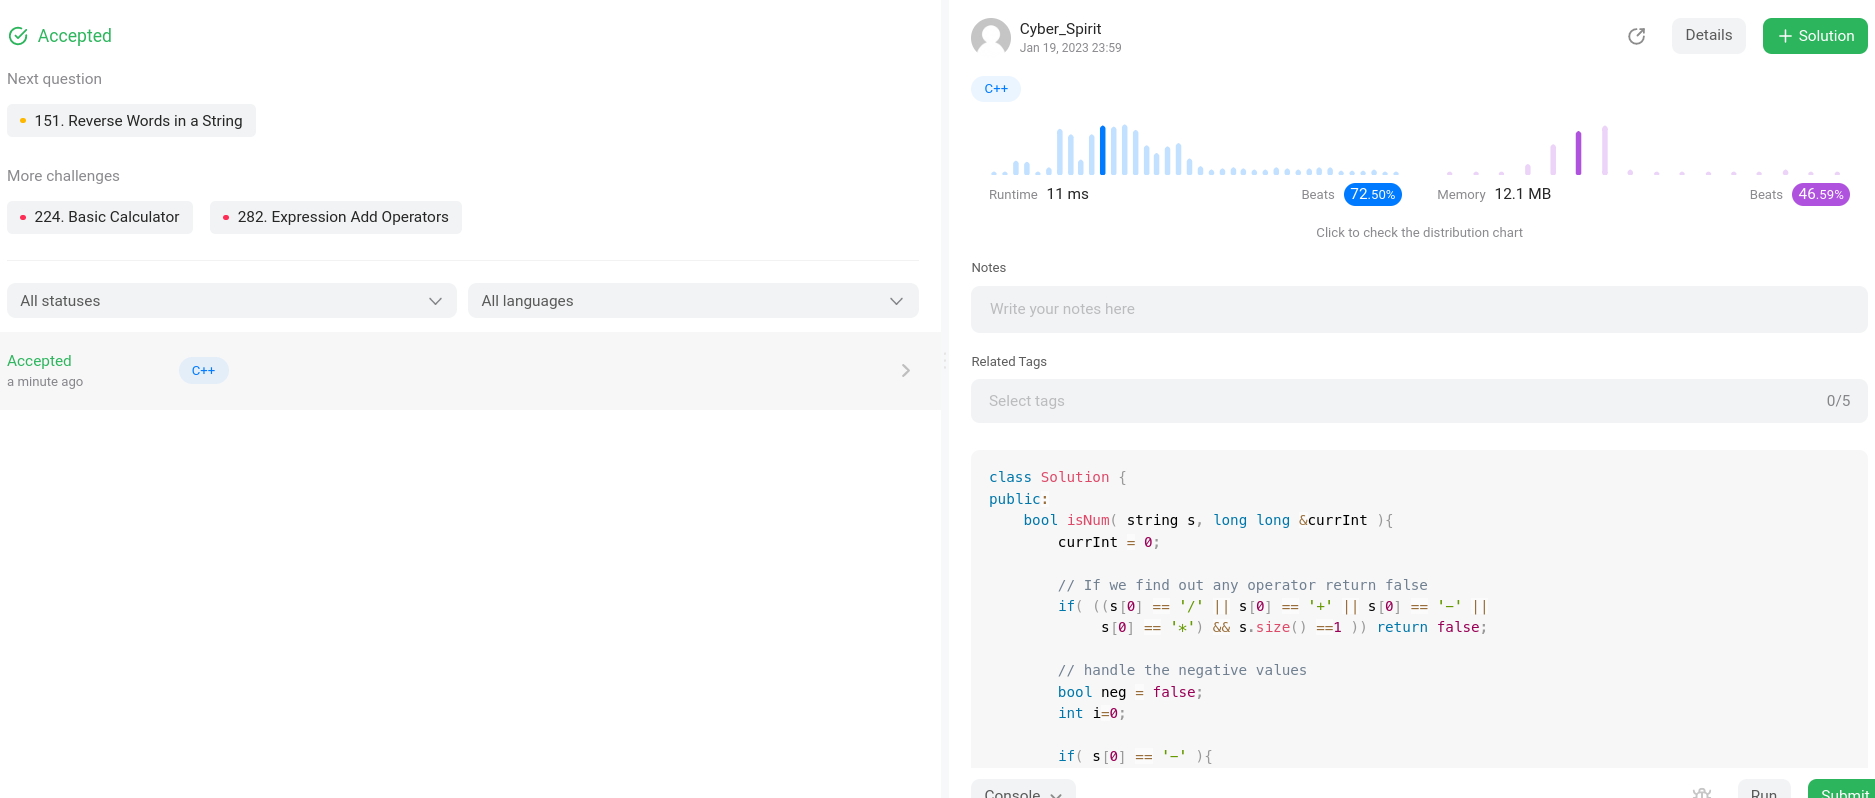 Accepted
Next question
151. Reverse Words in a String
More challenges
224. Basic Calculator
282. Expression Add Operators
All statuses
All languages
Accepted
a minute ago
C++
Cyber_Spirit
Jan 19, 2023 23:59
Details
+ Solution
C++
Runtime 11 ms
Beats 72.50%
Memory 12.1 MB
Beats 46.59%
Click to check the distribution chart
Notes
Write your notes here
Related Tags
Select tags
0/5
class Solution {
public:
    bool isNum( string s, long long &currInt ){
        currInt = 0;
        // If we find out any operator return false
        if( ((s[0] == '/' || s[0] == '+' || s[0] == '-' ||
             s[0] == '*') && s.size() ==1 )) return false;
        // handle the negative values
        bool neg = false;
        int i=0;
        if( s[0] == '-' ){
Console
Run
Submit